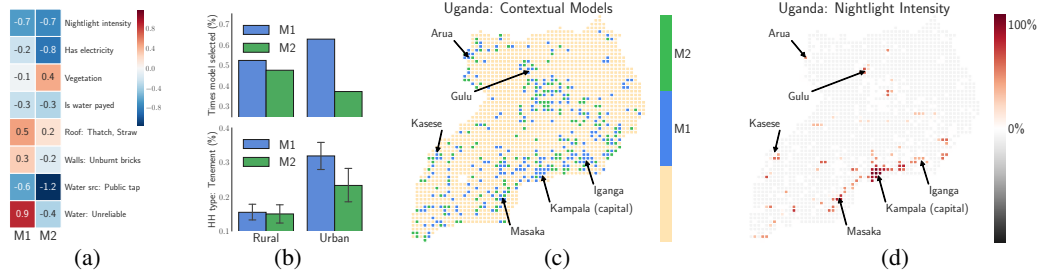 -0.7 -0.7 Nightlight intensity
-0.2 -0.8 Has electricity
-0.1 0.4 Vegetation
-0.3 -0.3 Is water payed
0.5 0.2 Roof: Thatch, Straw
0.3 -0.2 Walls: Unburnt bricks
-0.6 -1.2 Water src: Public tap
0.9 -0.4 Water: Unreliable
M1 M2
0.8
0.4
0.0
-0.4
-0.8
(a)
Times model selected (%)
0.7
0.6
0.5
0.4
0.3
M1
M2
HH type: Tenement (%)
0.4
0.3
0.2
0.1
M1
M2
Rural Urban
(b)
Uganda: Contextual Models
Arua
Gulu
Kasese
Iganga
Kampala (capital)
Masaka
M2
M1
(c)
Uganda: Nightlight Intensity
Arua
Gulu
Kasese
Iganga
Kampala (capital)
Masaka
100%
0%
(d)